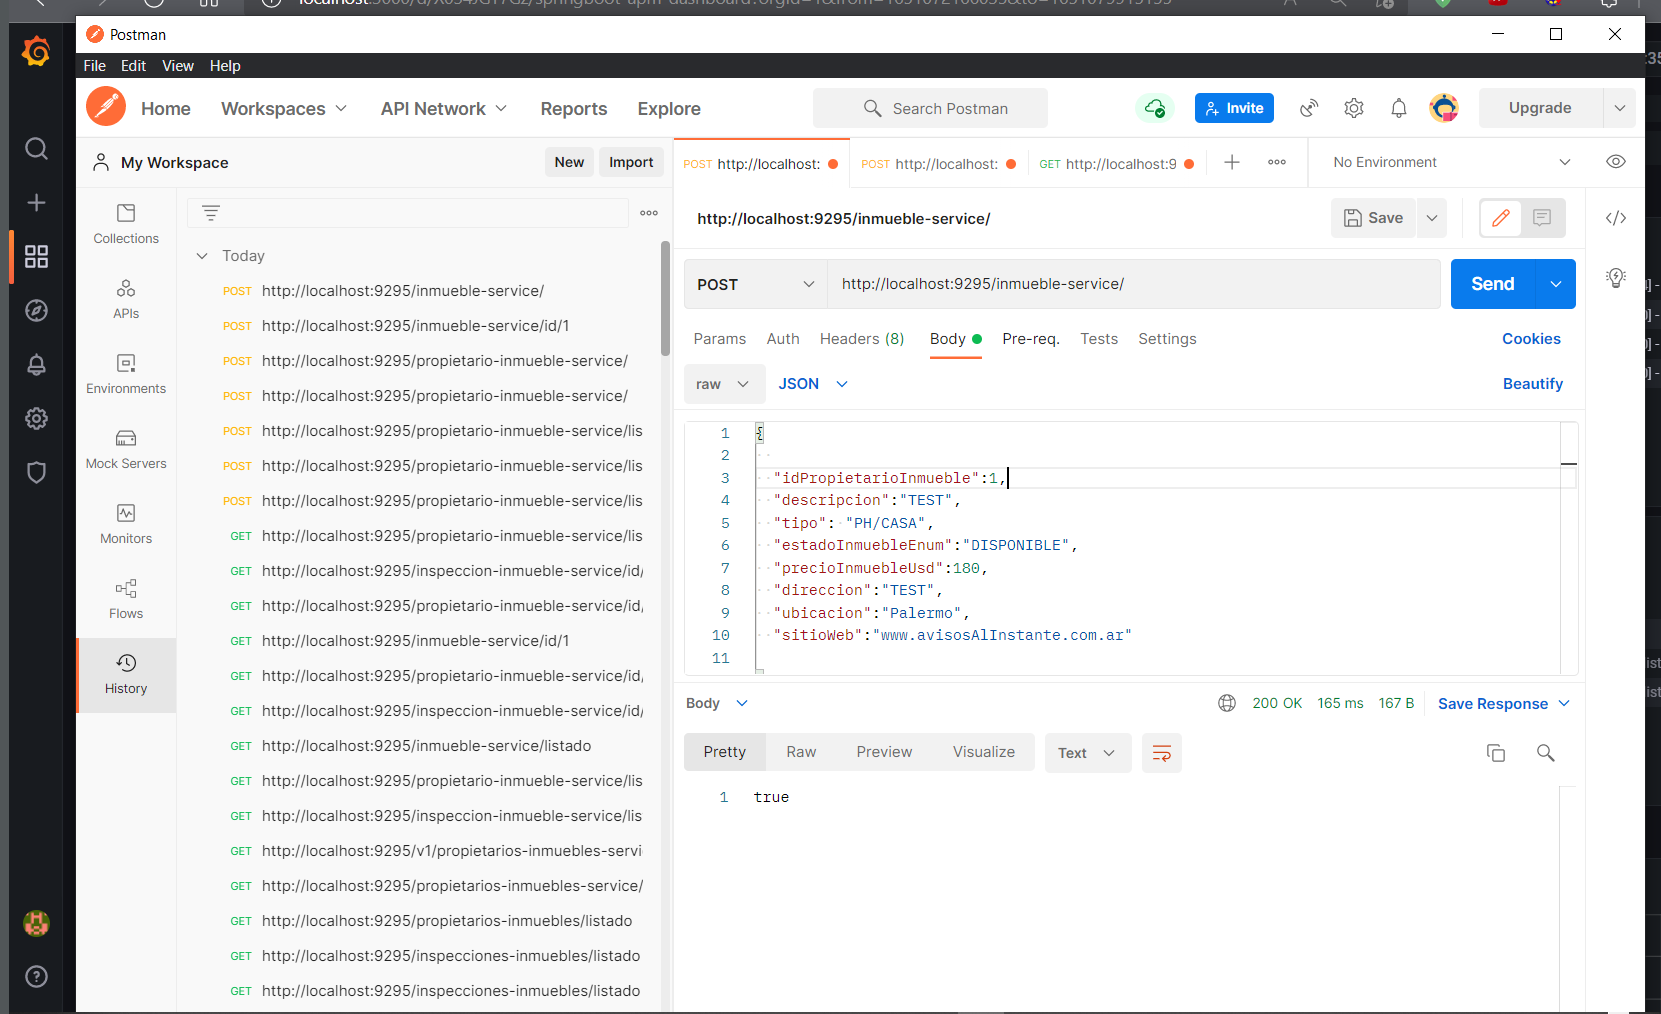 Postman
File Edit View Help
Home Workspaces API Network Reports Explore Search Postman Invite Upgrade
My Workspace New Import
POST http://localhost: POST http://localhost: GET http://localhost:9 No Environment
Collections
APIs
Environments
Mock Servers
Monitors
Flows
History
Today
POST http://localhost:9295/inmueble-service/
POST http://localhost:9295/inmueble-service/id/1
POST http://localhost:9295/propietario-inmueble-service/
POST http://localhost:9295/propietario-inmueble-service/
POST http://localhost:9295/propietario-inmueble-service/lis
POST http://localhost:9295/propietario-inmueble-service/lis
POST http://localhost:9295/propietario-inmueble-service/lis
GET http://localhost:9295/propietario-inmueble-service/lis
GET http://localhost:9295/inspeccion-inmueble-service/id/
GET http://localhost:9295/propietario-inmueble-service/id/
GET http://localhost:9295/inmueble-service/id/1
GET http://localhost:9295/propietario-inmueble-service/id/
GET http://localhost:9295/inspeccion-inmueble-service/id/
GET http://localhost:9295/inmueble-service/listado
GET http://localhost:9295/propietario-inmueble-service/lis
GET http://localhost:9295/inspeccion-inmueble-service/lis
GET http://localhost:9295/v1/propietarios-inmuebles-servi
GET http://localhost:9295/propietarios-inmuebles-service/
GET http://localhost:9295/propietarios-inmuebles/listado
GET http://localhost:9295/inspecciones-inmuebles/listado
GET http://localhost:9295/inspecciones-inmuebles/listado
http://localhost:9295/inmueble-service/ Save
POST http://localhost:9295/inmueble-service/ Send
Params Auth Headers (8) Body Pre-req. Tests Settings Cookies
raw JSON Beautify
1 {
2
3 "idPropietarioInmueble":1,
4 "descripcion":"TEST",
5 "tipo": "PH/CASA",
6 "estadoInmuebleEnum":"DISPONIBLE",
7 "precioInmuebleUsd":180,
8 "direccion":"TEST",
9 "ubicacion":"Palermo",
10 "sitioWeb":"www.avisosAlInstante.com.ar"
11
Body 200 OK 165 ms 167 B Save Response
Pretty Raw Preview Visualize Text
1 true